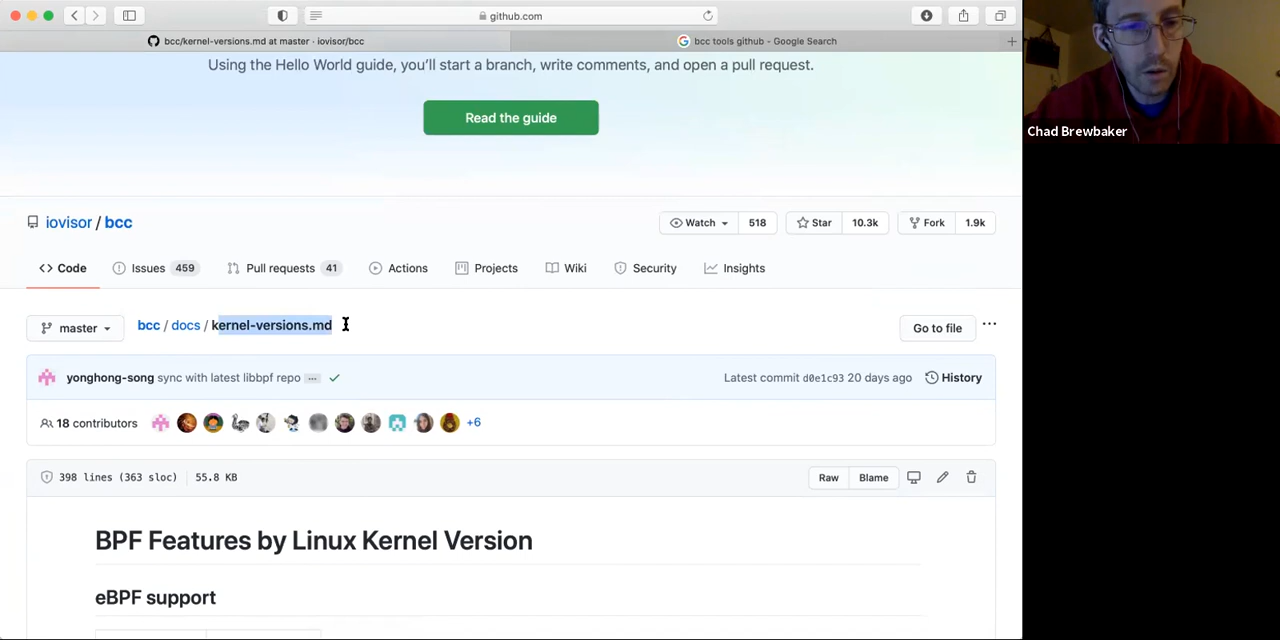 github.com
bcc/kernel-versions.md at master · iovisor/bcc
bcc tools github - Google Search
Using the Hello World guide, you'll start a branch, write comments, and open a pull request.
Read the guide
Chad Brewbaker
iovisor / bcc
Watch 518 Star 10.3k Fork 1.9k
Code Issues 459 Pull requests 41 Actions Projects Wiki Security Insights
master bcc / docs / kernel-versions.md Go to file ...
yonghong-song sync with latest libbpf repo ... Latest commit d0e1c93 20 days ago History
18 contributors +6
398 lines (363 sloc) 55.8 KB Raw Blame
BPF Features by Linux Kernel Version
eBPF support